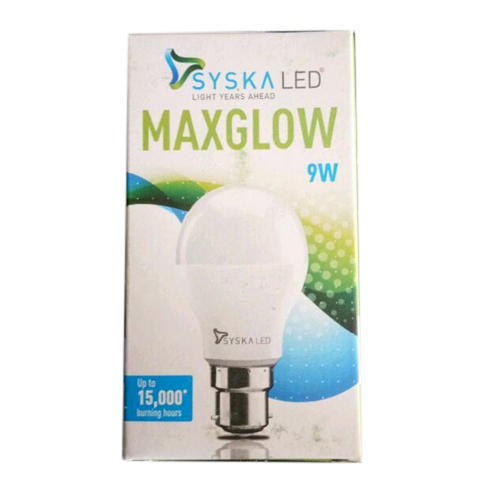 SYSKA LED®
LIGHT YEARS AHEAD
MAXGLOW
9W
SYSKA LED
Up to
15,000*
burning hours